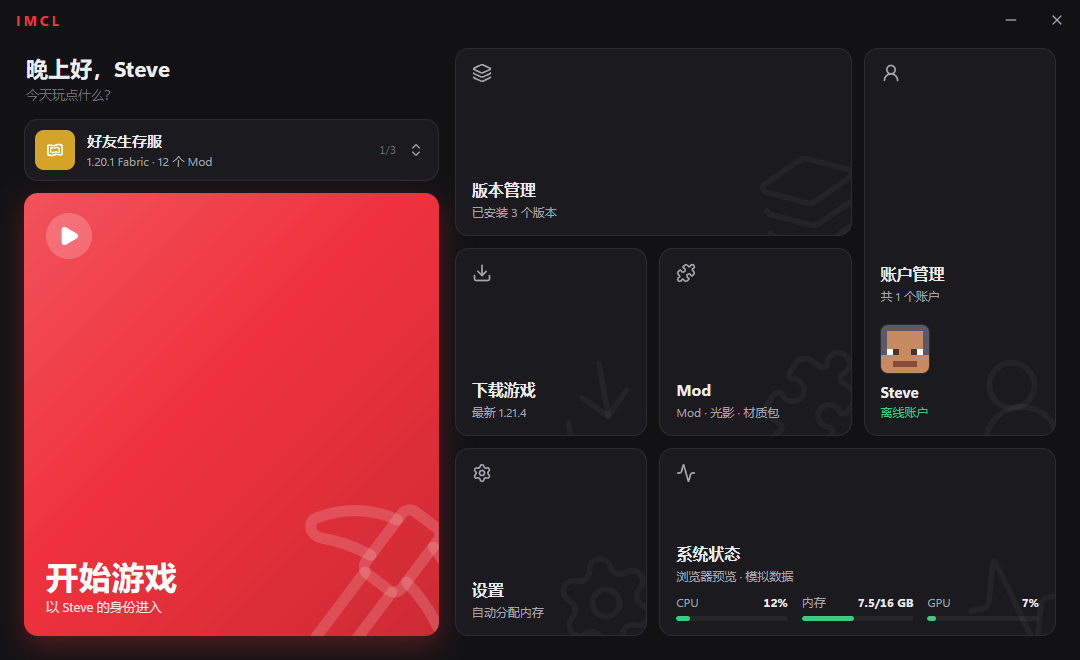 IMCL
晚上好，Steve
今天玩点什么?
好友生存服
1.20.1 Fabric · 12 个 Mod
1/3
开始游戏
以 Steve 的身份进入
版本管理
已安装 3 个版本
账户管理
共 1 个账户
Steve
离线账户
下载游戏
最新 1.21.4
Mod
Mod · 光影 · 材质包
设置
自动分配内存
系统状态
浏览器预览 · 模拟数据
CPU 12% 内存 7.5/16 GB GPU 7%